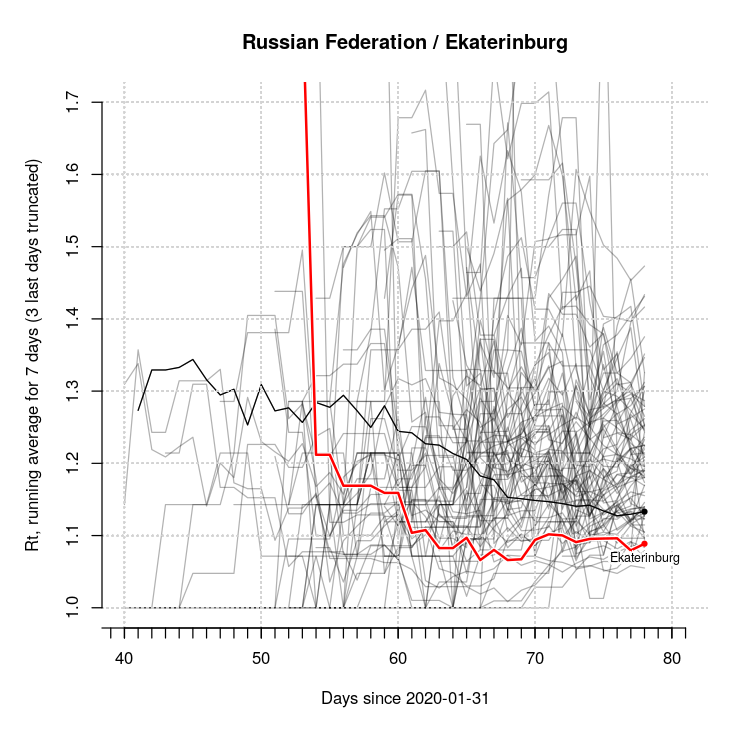 Russian Federation / Ekaterinburg
Rt, running average for 7 days (3 last days truncated)
1.7
1.6
1.5
1.4
1.3
1.2
1.1
1.0
Ekaterinburg
40 50 60 70 80
Days since 2020-01-31